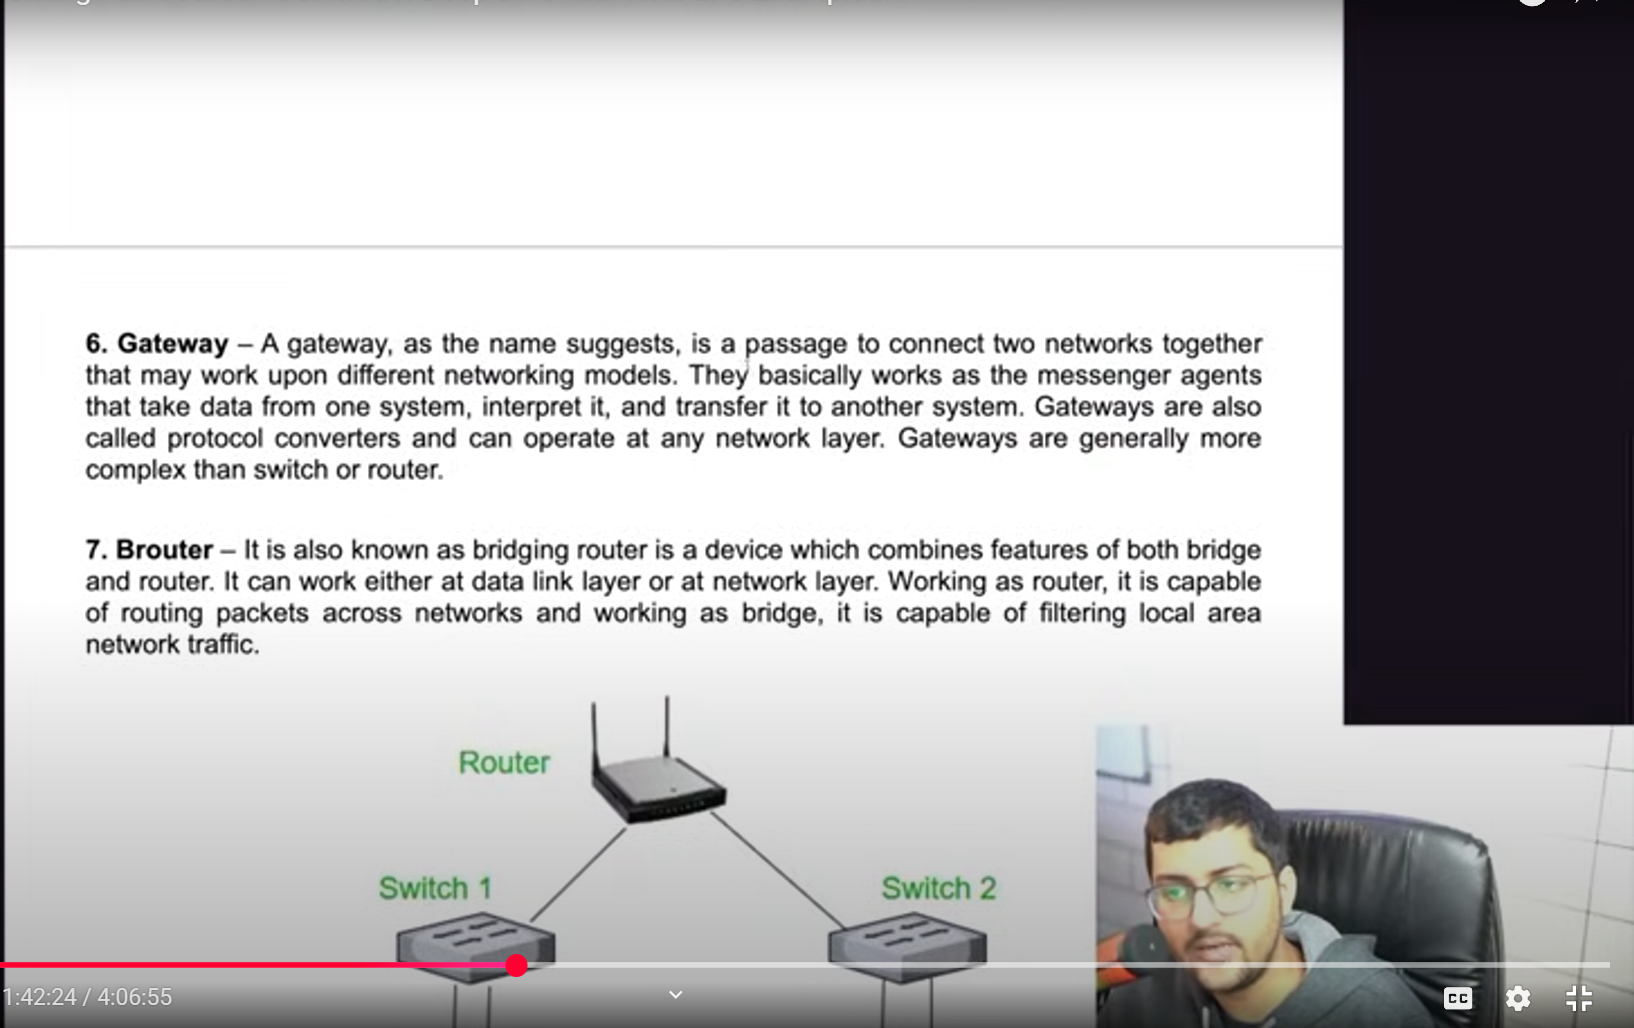 6. Gateway – A gateway, as the name suggests, is a passage to connect two networks together
that may work upon different networking models. They basically works as the messenger agents
that take data from one system, interpret it, and transfer it to another system. Gateways are also
called protocol converters and can operate at any network layer. Gateways are generally more
complex than switch or router.
7. Brouter – It is also known as bridging router is a device which combines features of both bridge
and router. It can work either at data link layer or at network layer. Working as router, it is capable
of routing packets across networks and working as bridge, it is capable of filtering local area
network traffic.
Router
Switch 1
Switch 2
1:42:24 / 4:06:55
CC